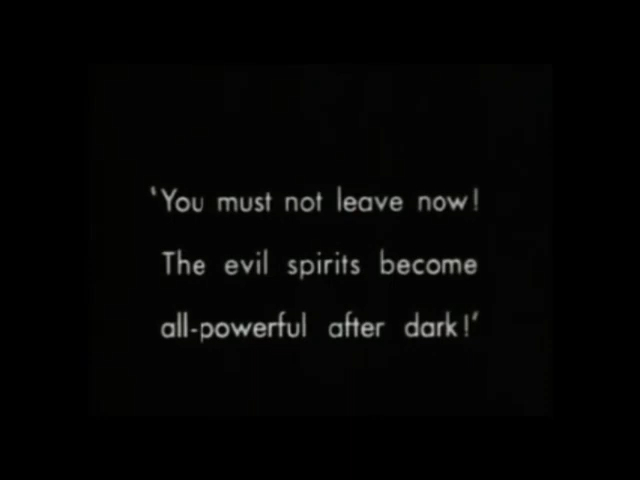 ‘You must not leave now!
The evil spirits become
all-powerful after dark!’